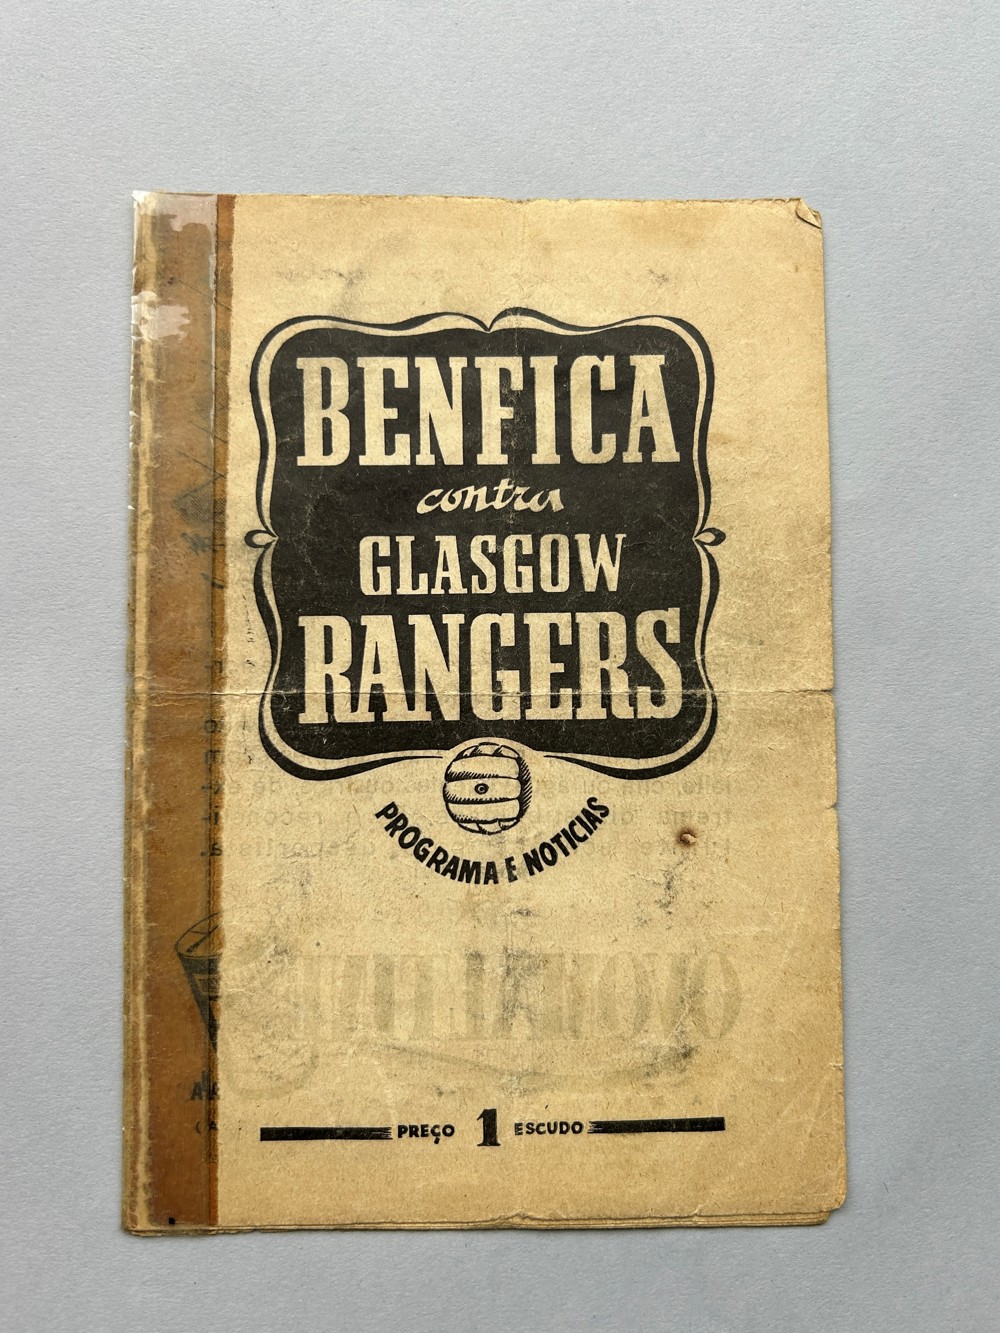 BENFICA
contra
GLASGOW
RANGERS
PROGRAMA E NOTICIAS
PREÇO 1 ESCUDO